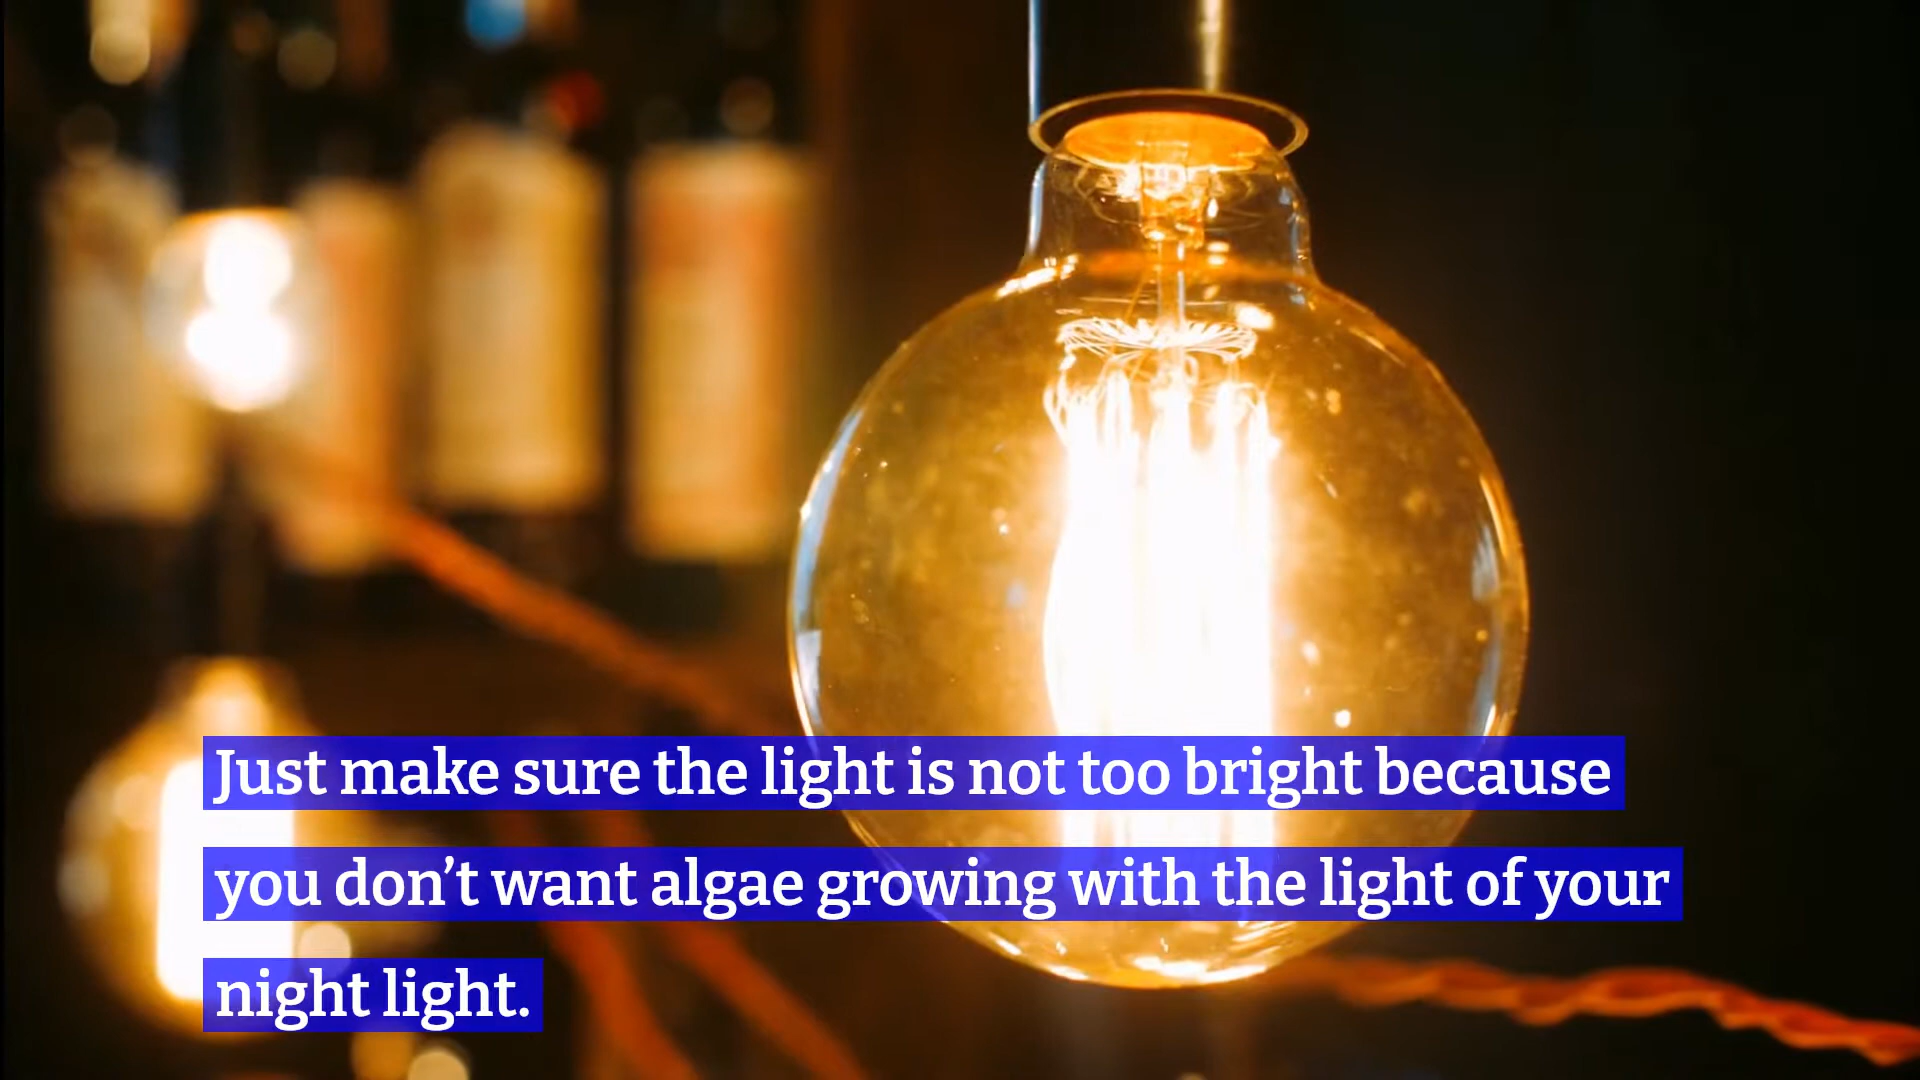 Just make sure the light is not too bright because
you don’t want algae growing with the light of your
night light.